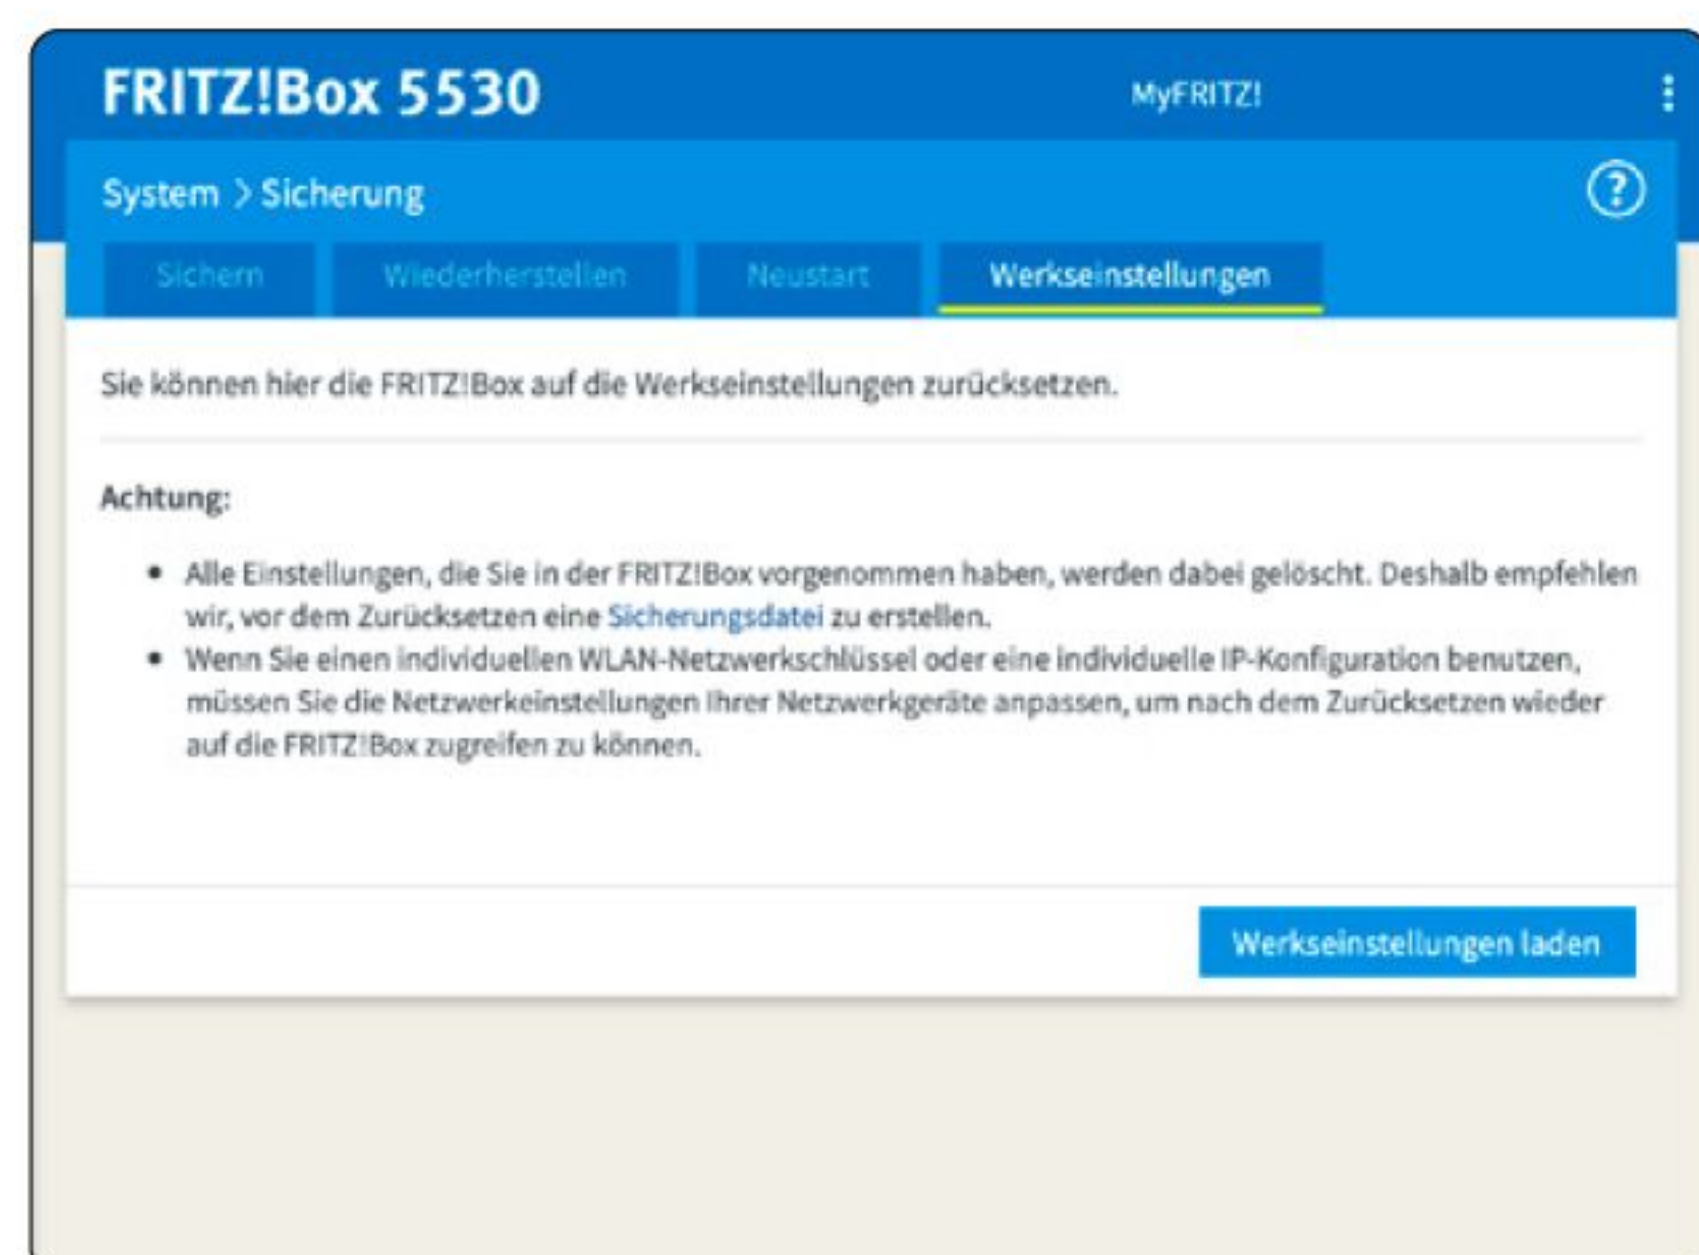 FRITZ!Box 5530
MyFRITZ!
System > Sicherung
Sichern
Wiederherstellen
Neustart
Werkseinstellungen
Sie können hier die FRITZ!Box auf die Werkseinstellungen zurücksetzen.
Achtung:
• Alle Einstellungen, die Sie in der FRITZ!Box vorgenommen haben, werden dabei gelöscht. Deshalb empfehlen
wir, vor dem Zurücksetzen eine Sicherungsdatei zu erstellen.
• Wenn Sie einen individuellen WLAN-Netzwerkschlüssel oder eine individuelle IP-Konfiguration benutzen,
müssen Sie die Netzwerkeinstellungen Ihrer Netzwerkgeräte anpassen, um nach dem Zurücksetzen wieder
auf die FRITZ!Box zugreifen zu können.
Werkseinstellungen laden